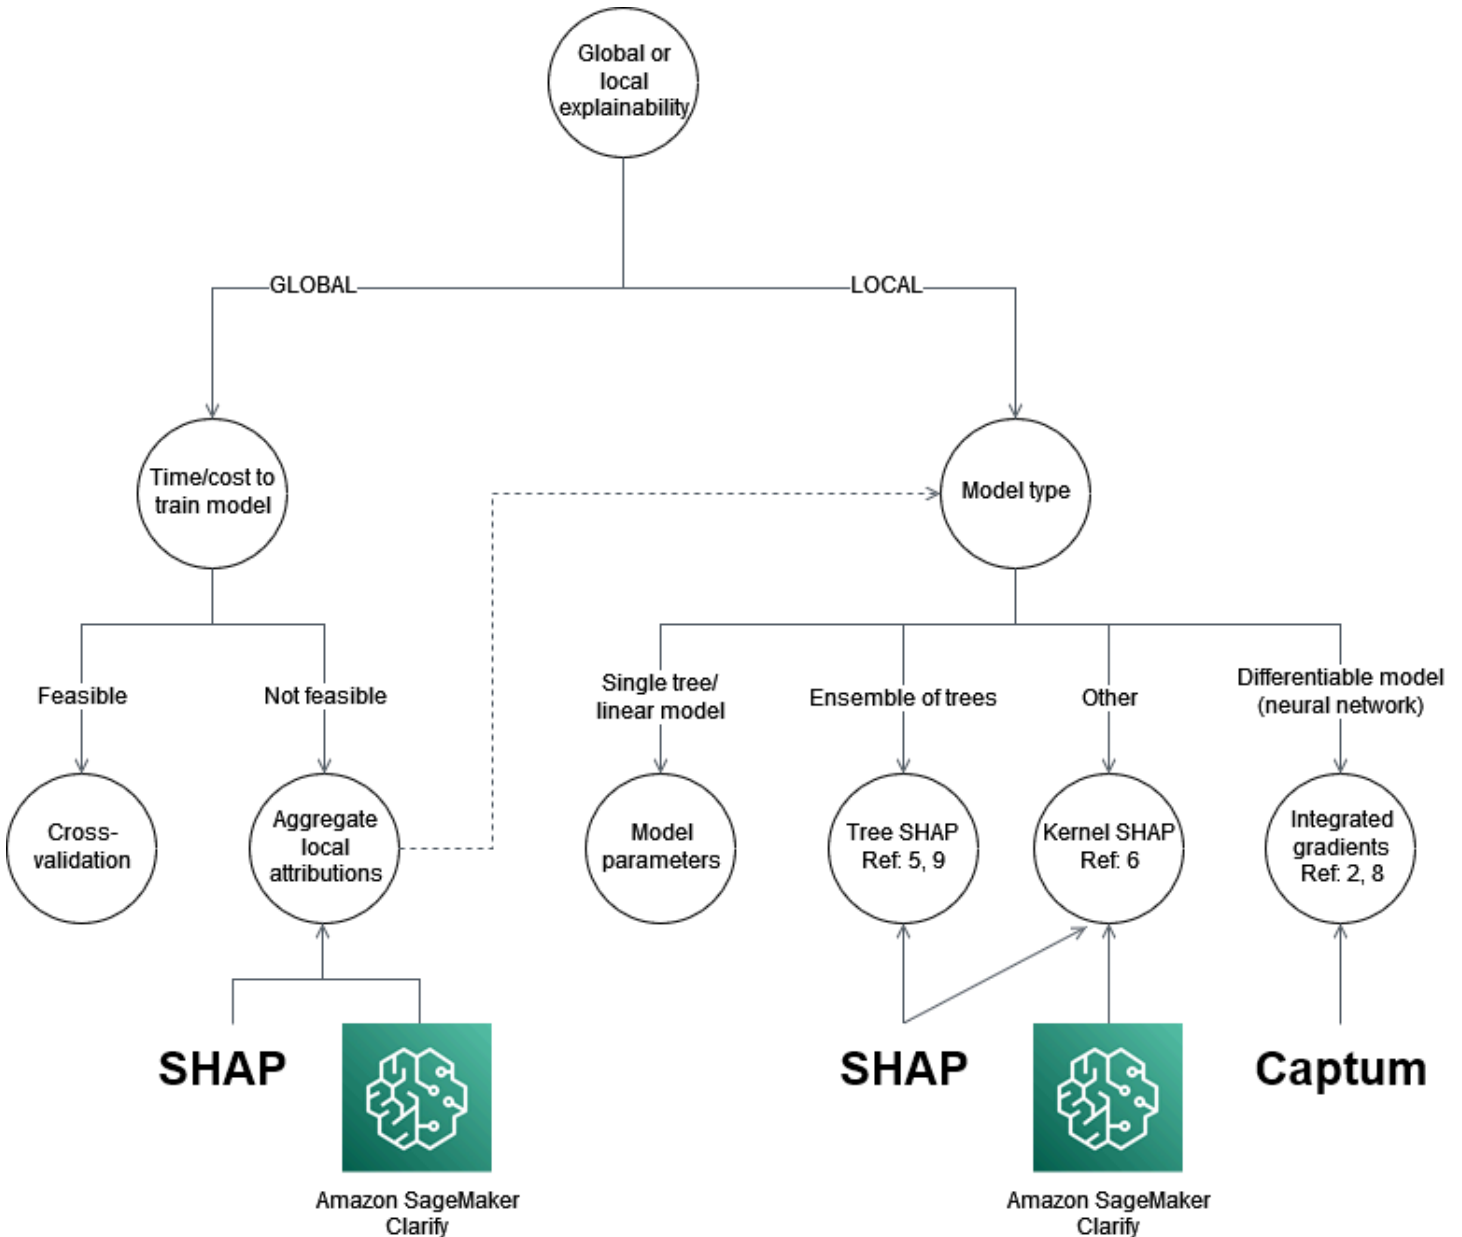 Global or
local
explainability
GLOBAL
LOCAL
Time/cost to
train model
Model type
Feasible
Not feasible
Single tree/
linear model
Ensemble of trees
Other
Differentiable model
(neural network)
Cross-
validation
Aggregate
local
attributions
Model
parameters
Tree SHAP
Ref: 5, 9
Kernel SHAP
Ref: 6
Integrated
gradients
Ref: 2, 8
SHAP
SHAP
Captum
Amazon SageMaker
Clarify
Amazon SageMaker
Clarify